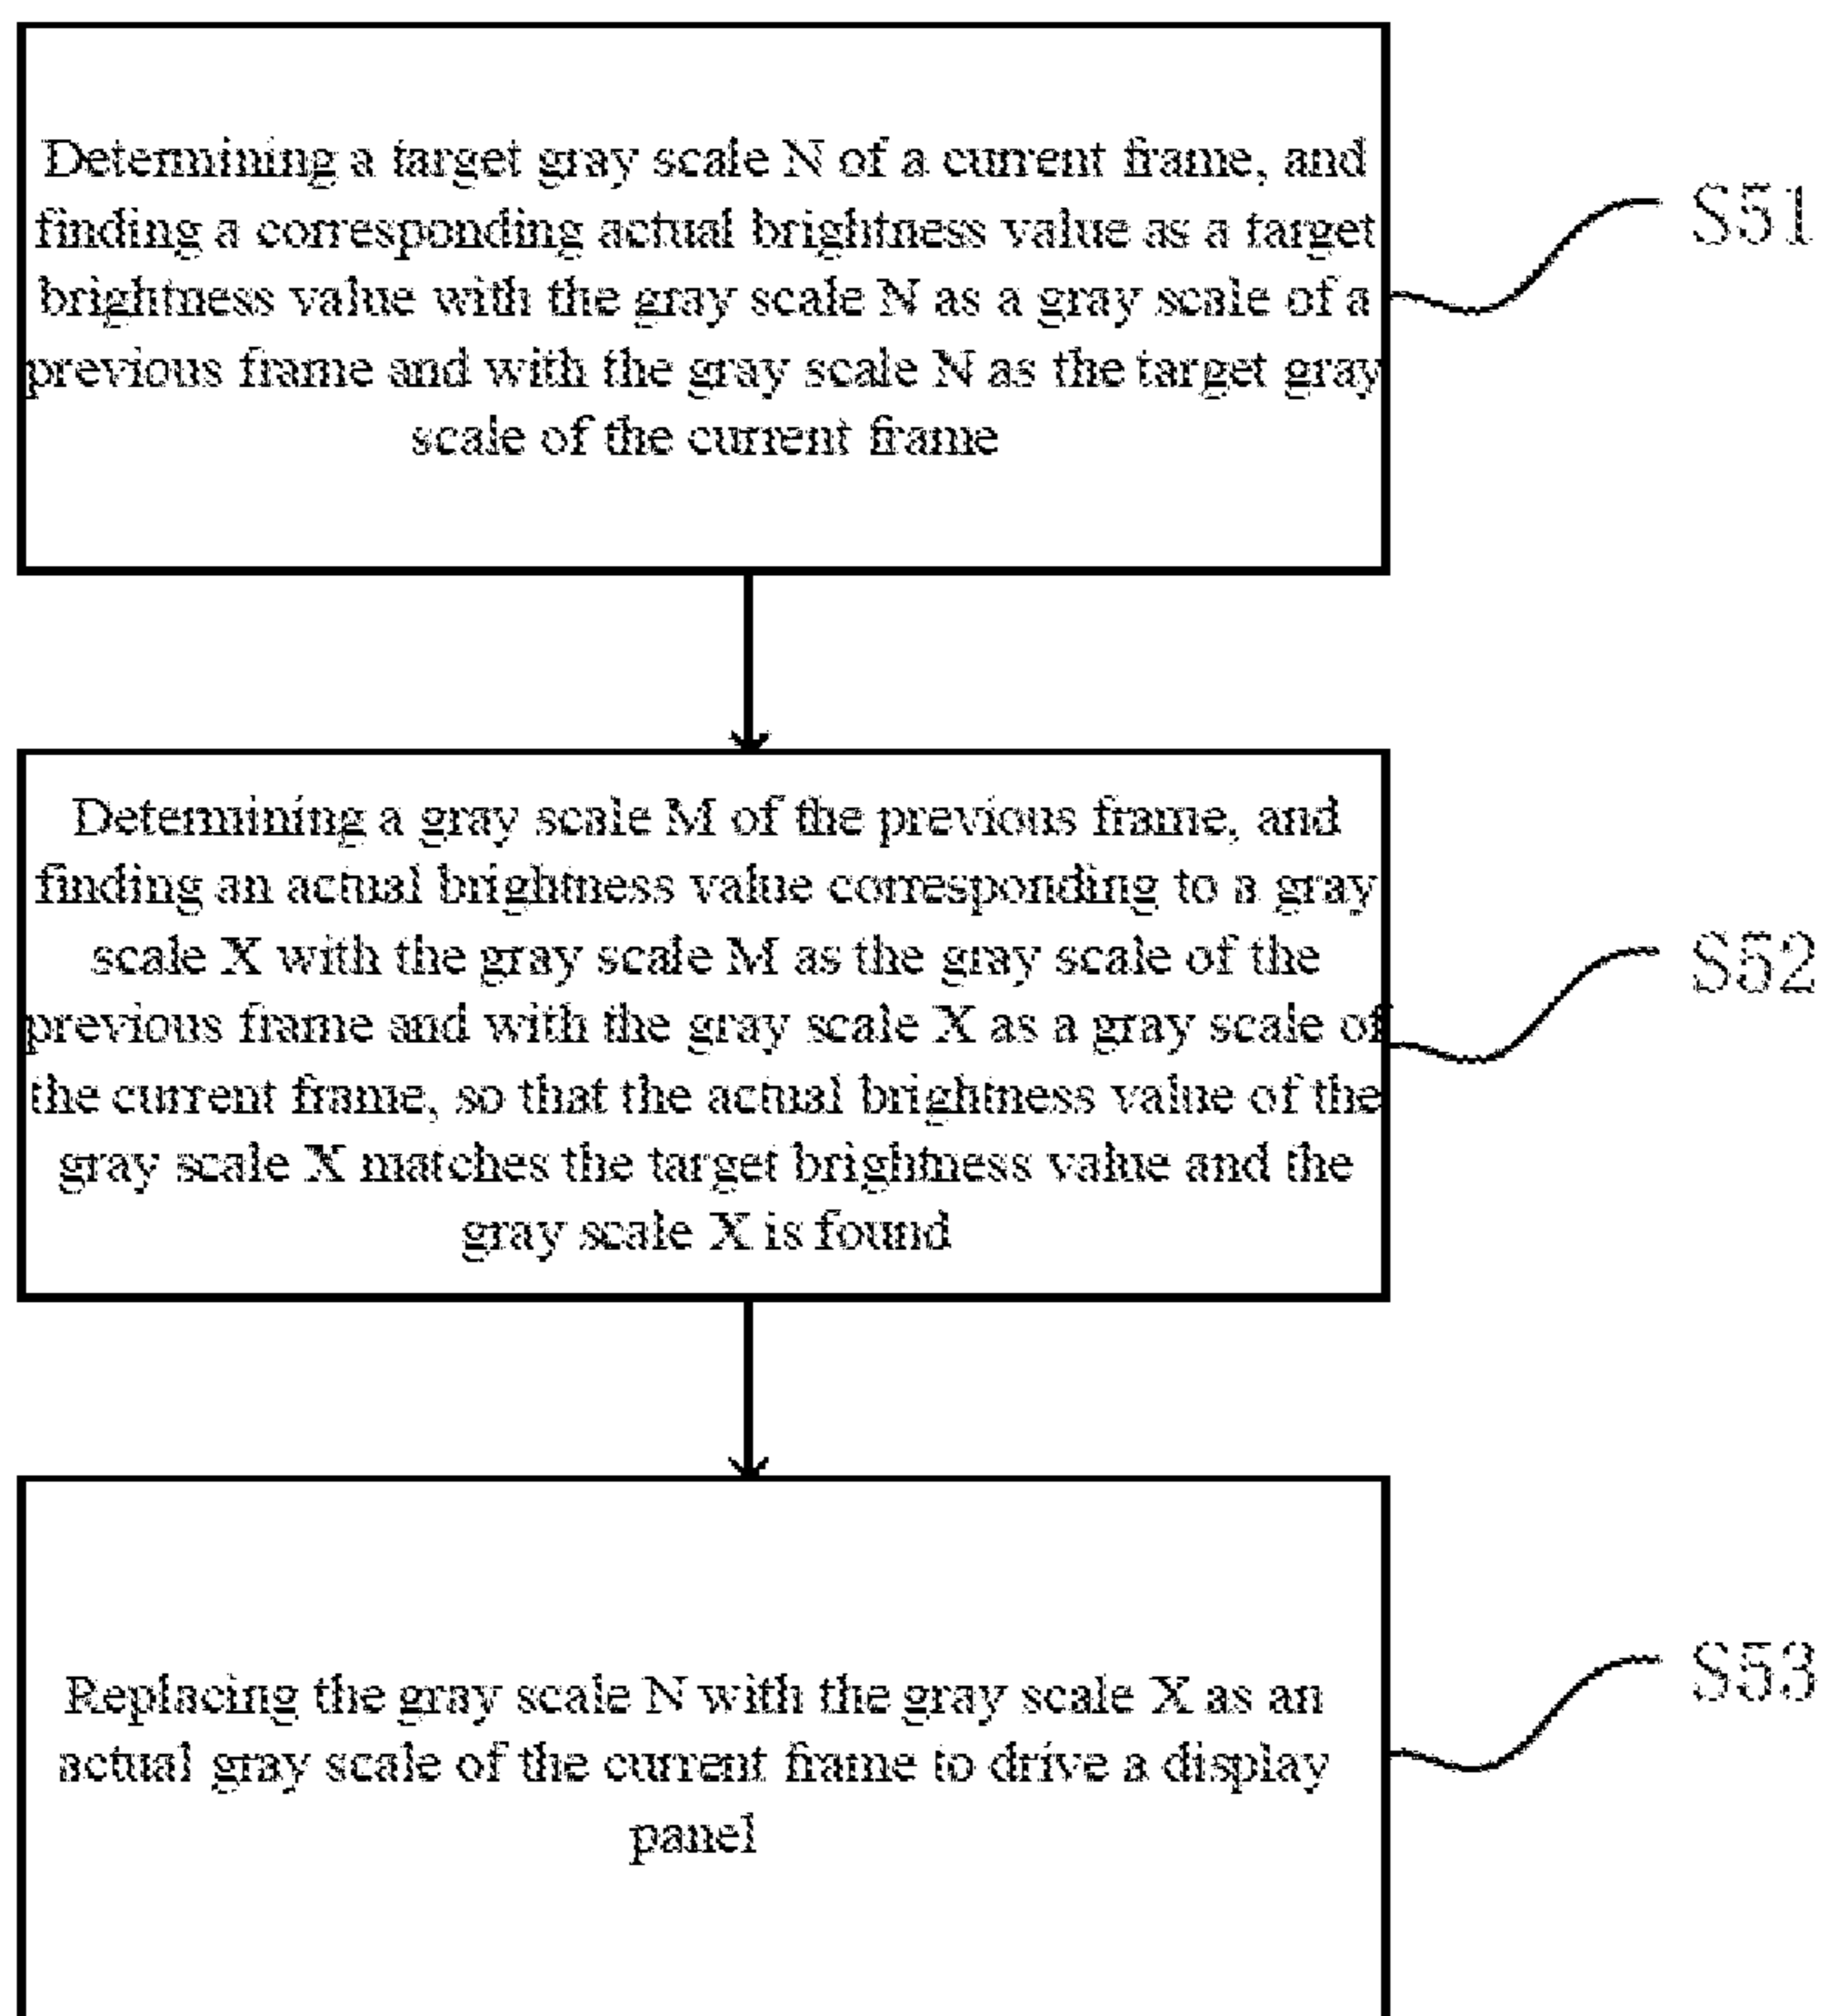 Determining a target gray scale N of a current frame, and
finding a corresponding actual brightness value as a target
brightness value with the gray scale N as a gray scale of a
previous frame and with the gray scale N as the target gray
scale of the current frame
S51
Determining a gray scale M of the previous frame, and
finding an actual brightness value corresponding to a gray
scale X with the gray scale M as the gray scale of the
previous frame and with the gray scale X as a gray scale of
the current frame, so that the actual brightness value of the
gray scale X matches the target brightness value and the
gray scale X is found
S52
Replacing the gray scale N with the gray scale X as an
actual gray scale of the current frame to drive a display
panel
S53